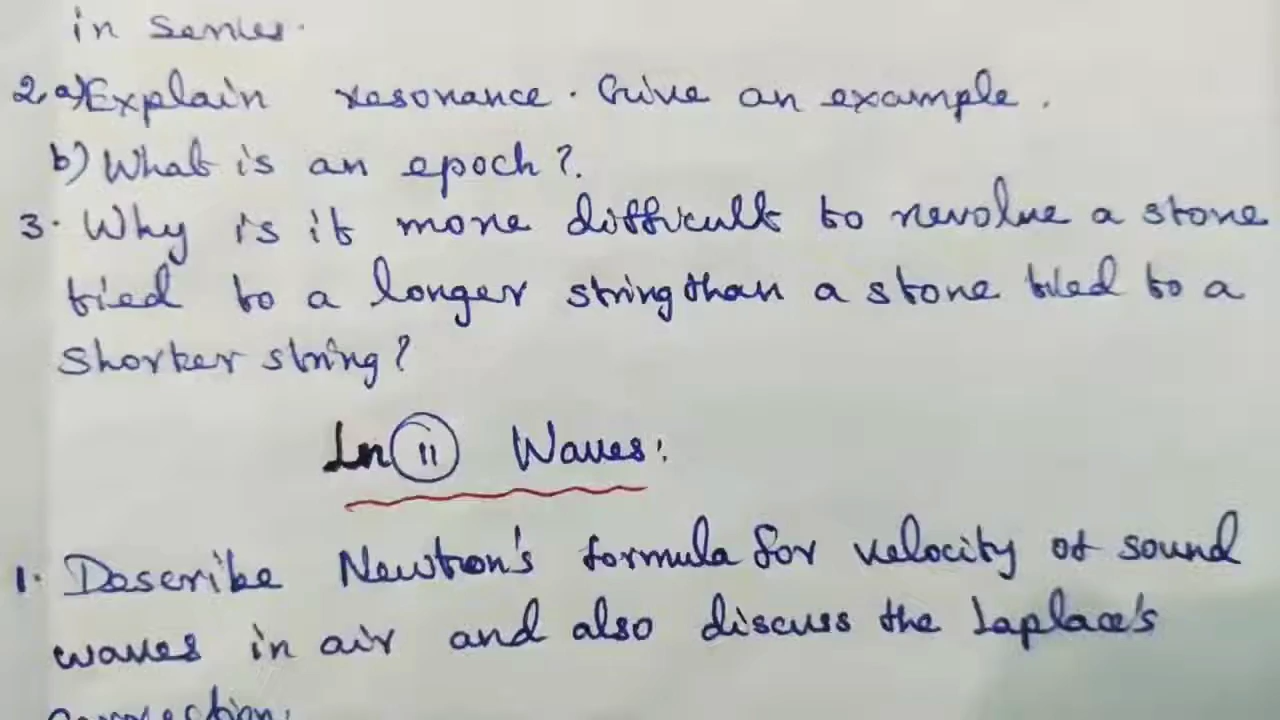 in Series.
2. a) Explain resonance. Give an example.
b) What is an epoch?
3. Why is it more difficult to revolve a stone
tied to a longer string than a stone tied to a
shorter string?
Ln 11 Waves:
1. Describe Newton's formula for velocity of sound
waves in air and also discuss the Laplace's
correction.